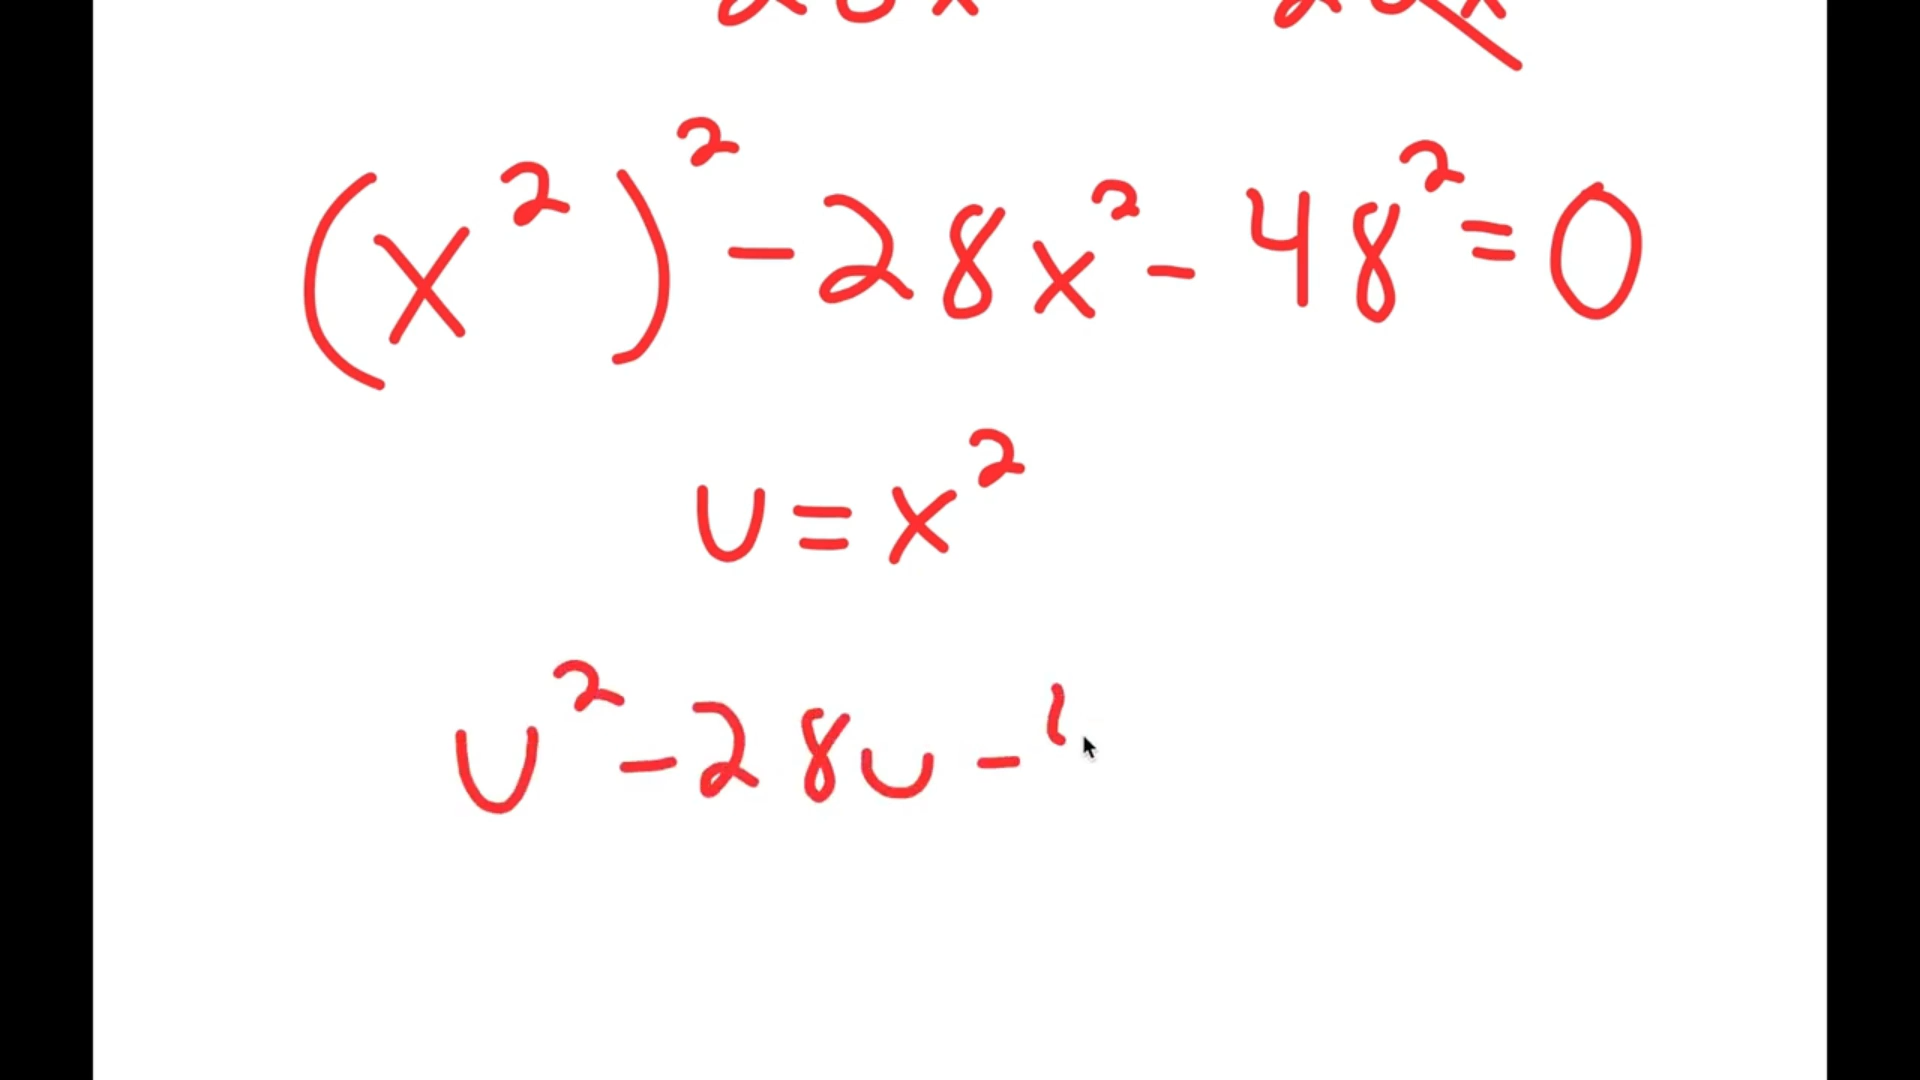 (x²)² - 28x² - 48² = 0
u = x²
u² - 28u -